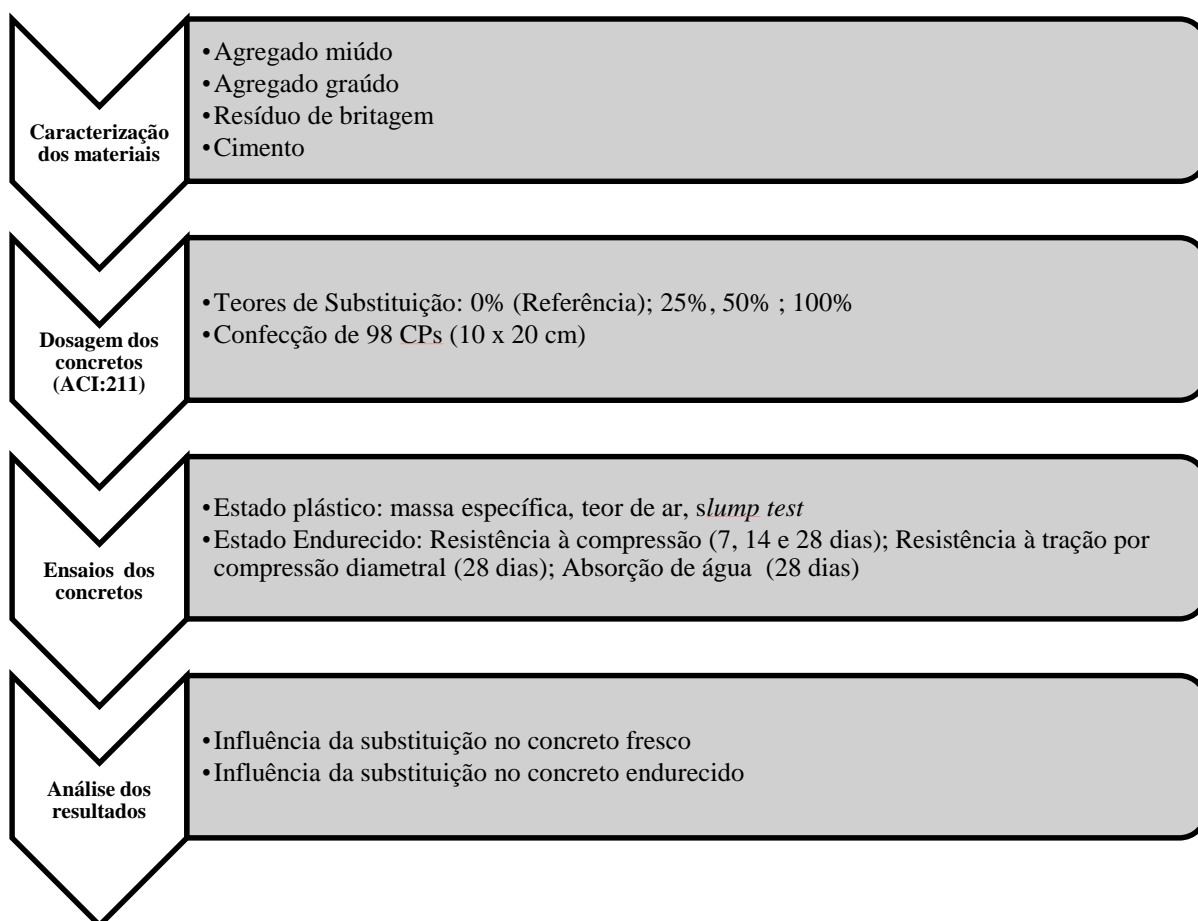 Caracterização
dos materiais
•Agregado miúdo
•Agregado graúdo
•Resíduo de britagem
•Cimento
Dosagem dos
concretos
(ACI:211)
•Teores de Substituição: 0% (Referência); 25%, 50% ; 100%
•Confecção de 98 CPs (10 x 20 cm)
Ensaios dos
concretos
•Estado plástico: massa específica, teor de ar, slump test
•Estado Endurecido: Resistência à compressão (7, 14 e 28 dias); Resistência à tração por
compressão diametral (28 dias); Absorção de água (28 dias)
Análise dos
resultados
•Influência da substituição no concreto fresco
•Influência da substituição no concreto endurecido